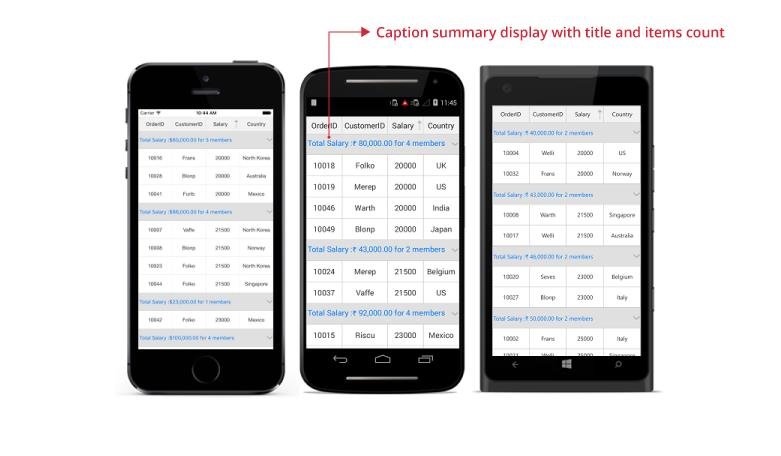 Caption summary display with title and items count
Carrier 10:44 AM
OrderID CustomerID Salary Country
Total Salary :$60,000.00 for 3 members
10016 Frans 20000 North Korea
10028 Blonp 20000 Australia
10041 Furib 20000 Mexico
Total Salary :$86,000.00 for 4 members
10007 Vaffe 21500 North Korea
10008 Blonp 21500 Norway
10023 Folko 21500 North Korea
10044 Folko 21500 Singapore
Total Salary :$23,000.00 for 1 members
10042 Folko 23000 Mexico
Total Salary :$100,000.00 for 4 members
11:45
OrderID CustomerID Salary Country
Total Salary :₹ 80,000.00 for 4 members
10018 Folko 20000 UK
10019 Merep 20000 US
10046 Warth 20000 India
10049 Blonp 20000 Japan
Total Salary :₹ 43,000.00 for 2 members
10024 Merep 21500 Belgium
10037 Vaffe 21500 US
Total Salary :₹ 92,000.00 for 4 members
10015 Riscu 23000 Mexico
OrderID CustomerID Salary Country
Total Salary :₹ 40,000.00 for 2 members
10004 Welli 20000 US
10032 Frans 20000 Norway
Total Salary :₹ 43,000.00 for 2 members
10008 Warth 21500 Singapore
10017 Welli 21500 Australia
Total Salary :₹ 46,000.00 for 2 members
10020 Seves 23000 Belgium
10027 Blonp 23000 Italy
Total Salary :₹ 50,000.00 for 2 members
10002 Frans 25000 Italy
Welli 25000 Singapore